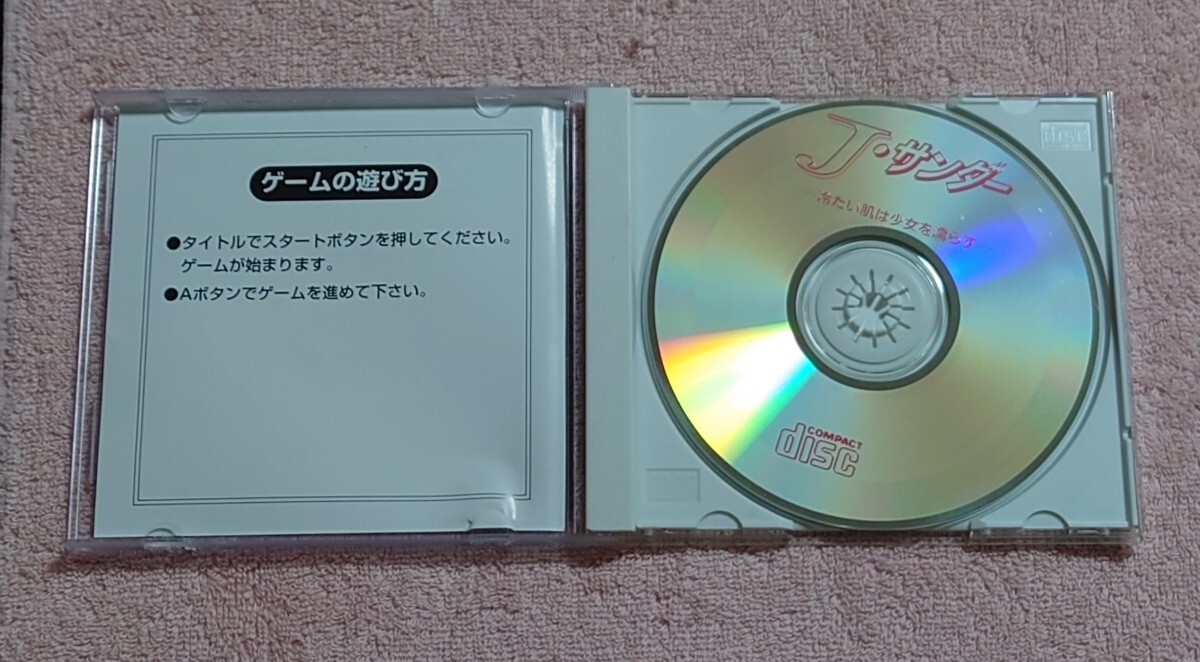 ゲームの遊び方
●タイトルでスタートボタンを押してください。
ゲームが始まります。
●Aボタンでゲームを進めて下さい。
J・サンダー
―冷たい肌は少女を濡らす―
COMPACT
disc
disc